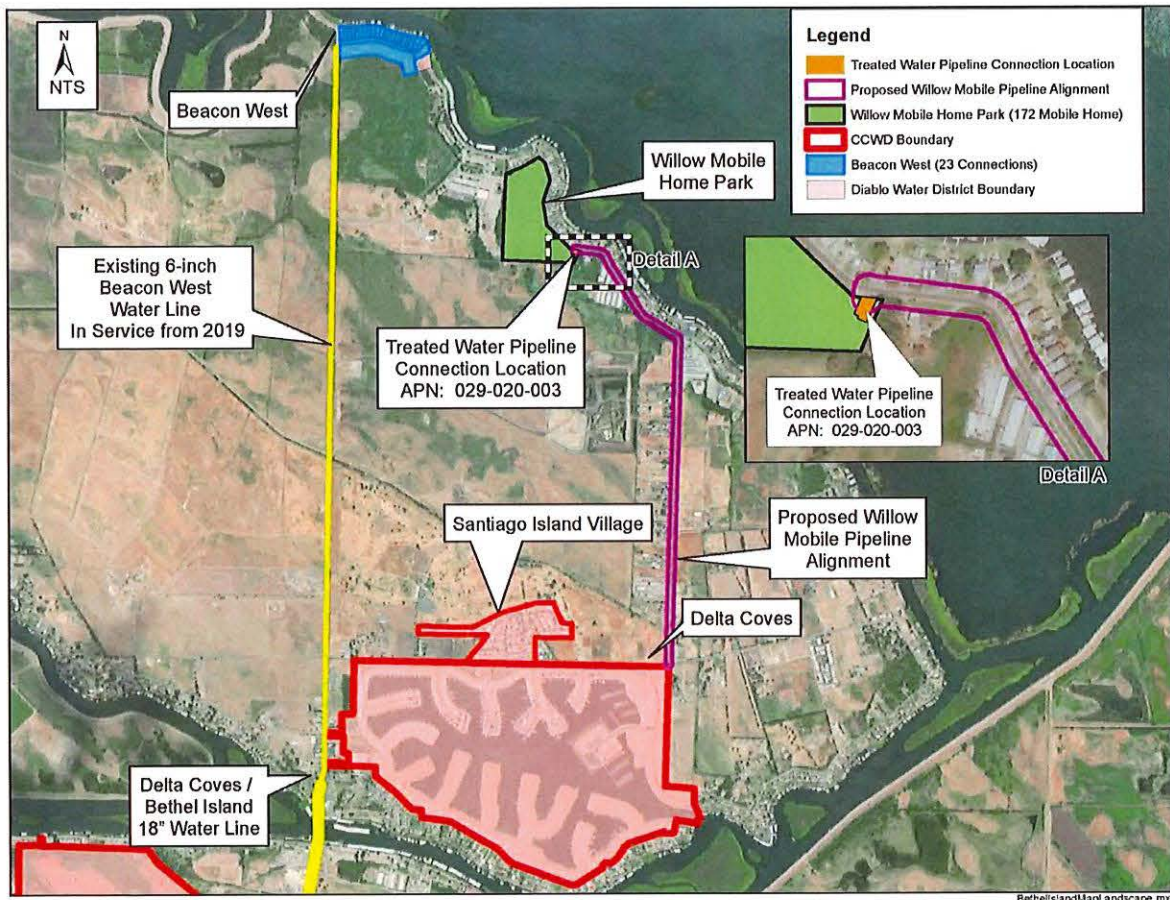 N
NTS
Beacon West
Willow Mobile
Home Park
Legend
Treated Water Pipeline Connection Location
Proposed Willow Mobile Pipeline Alignment
Willow Mobile Home Park (172 Mobile Home)
CCWD Boundary
Beacon West (23 Connections)
Diablo Water District Boundary
Existing 6-inch
Beacon West
Water Line
In Service from 2019
Detail A
Treated Water Pipeline
Connection Location
APN: 029-020-003
Treated Water Pipeline
Connection Location
APN: 029-020-003
Detail A
Santiago Island Village
Proposed Willow
Mobile Pipeline
Alignment
Delta Coves
Delta Coves /
Bethel Island
18" Water Line